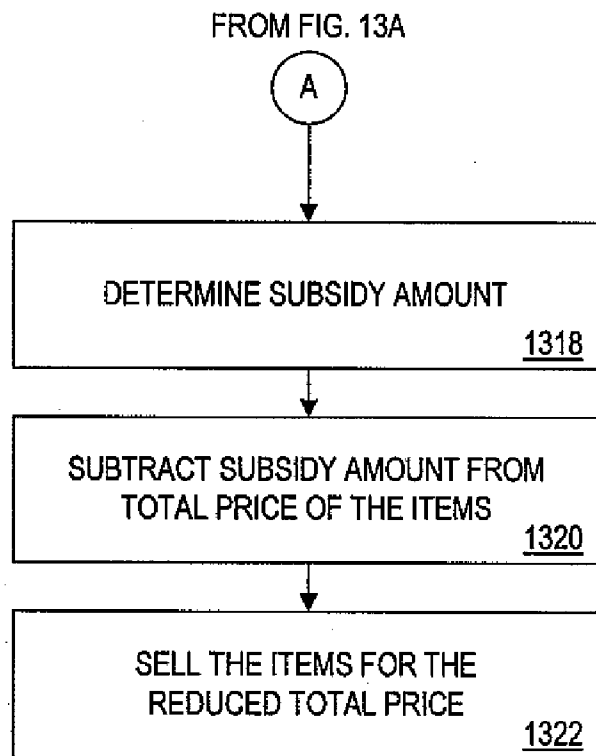 FROM FIG. 13A
A
DETERMINE SUBSIDY AMOUNT
1318
SUBTRACT SUBSIDY AMOUNT FROM
TOTAL PRICE OF THE ITEMS
1320
SELL THE ITEMS FOR THE
REDUCED TOTAL PRICE
1322